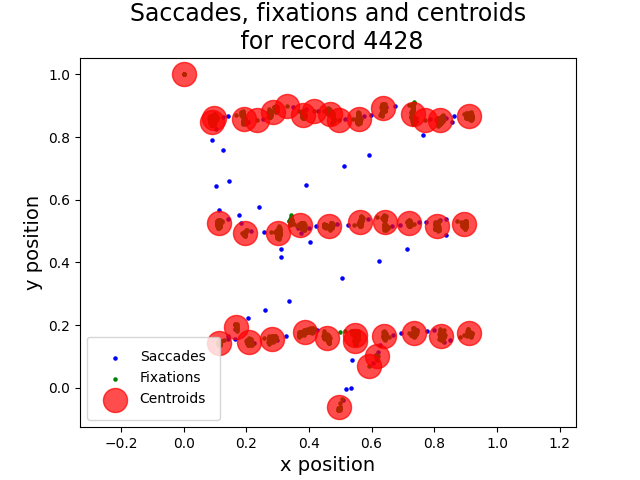 Saccades, fixations and centroids
for record 4428
1.0
0.8
0.6
0.4
0.2
0.0
y position
Saccades
Fixations
Centroids
−0.2
0.0
0.2
0.4
0.6
0.8
1.0
1.2
x position